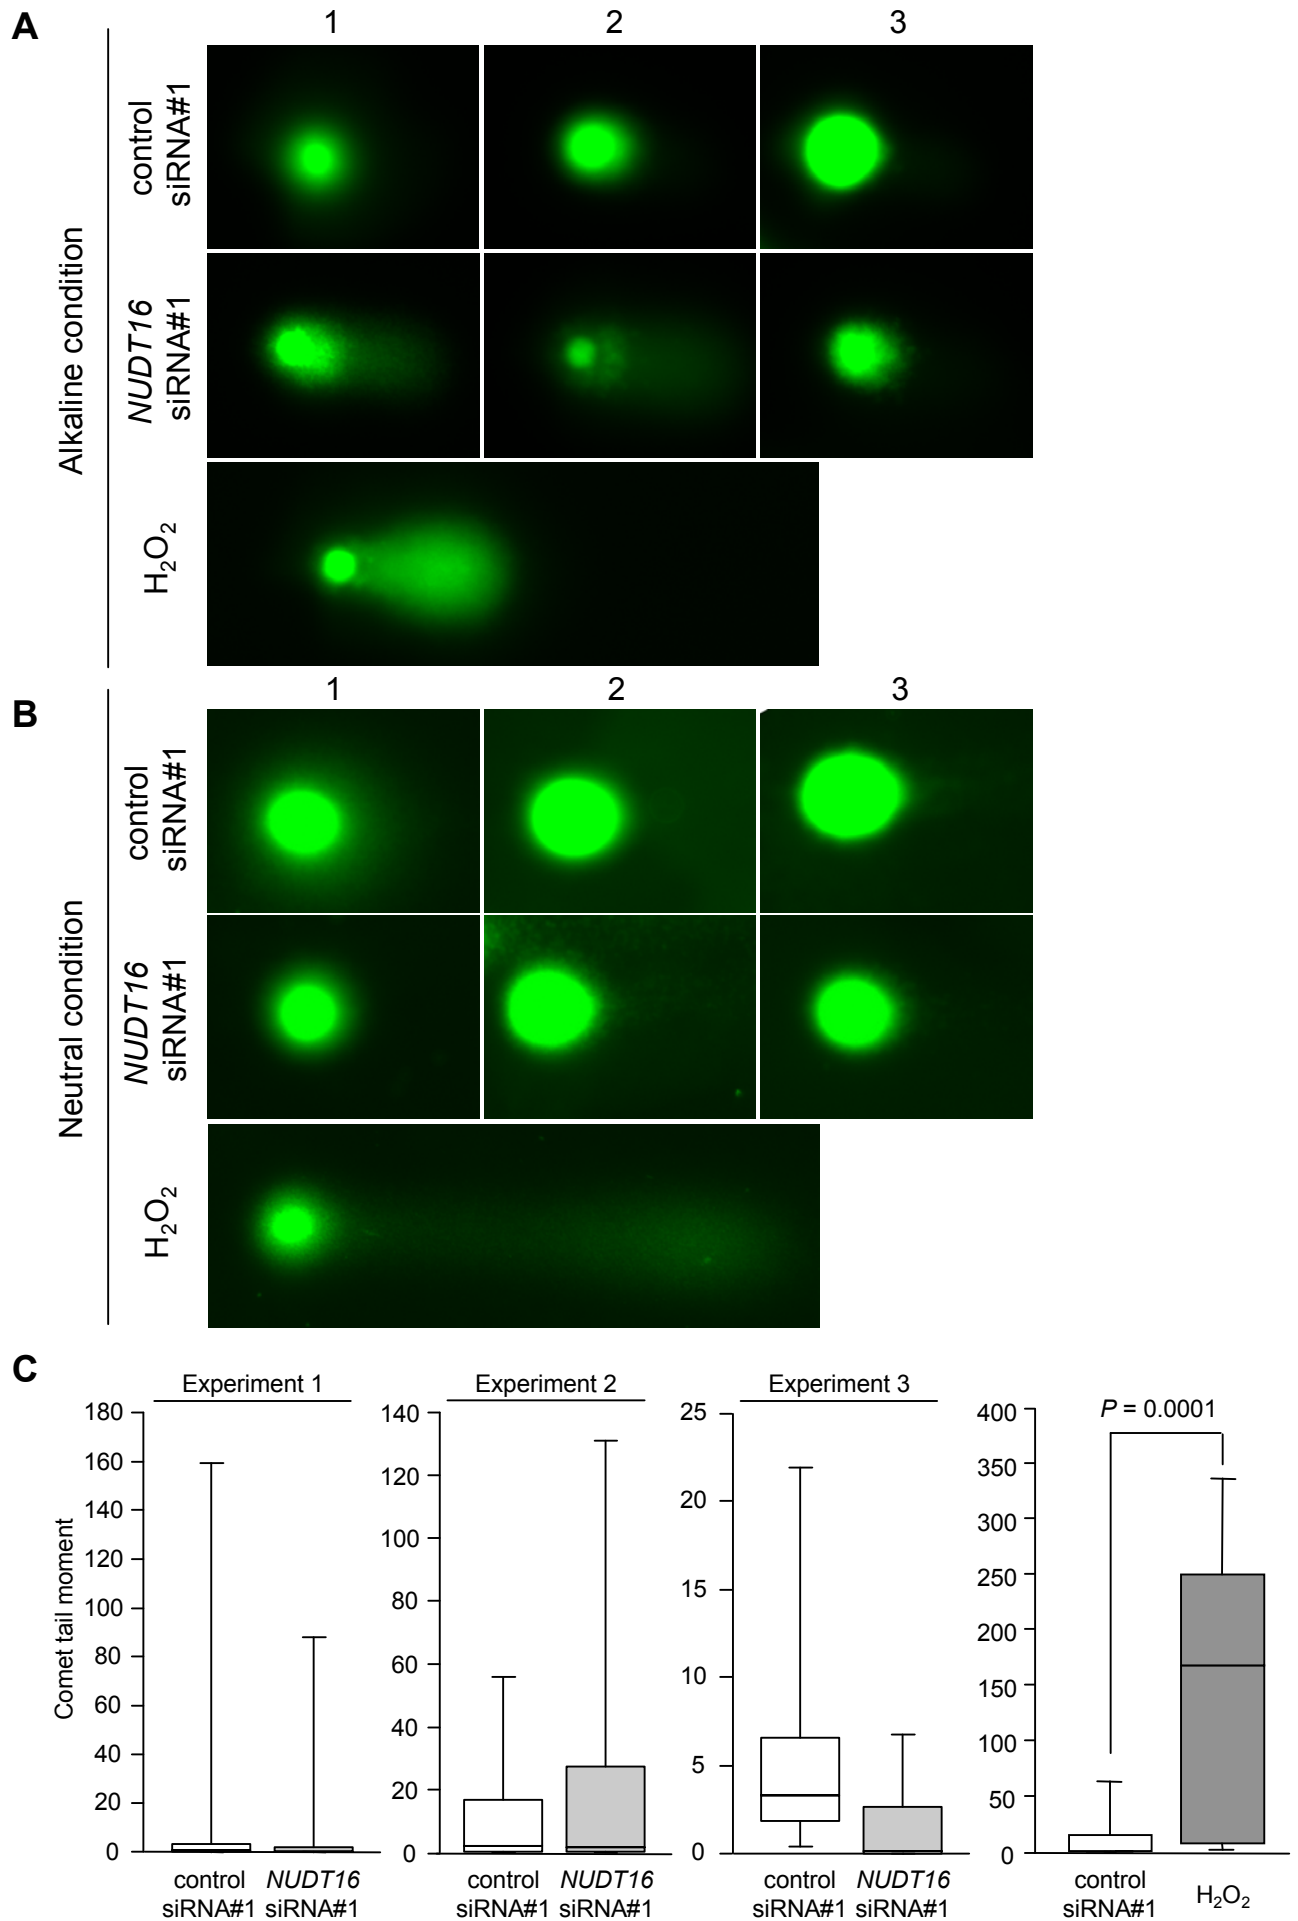 A
1 2 3
Alkaline condition
control
siRNA#1
NUDT16
siRNA#1
H₂O₂
B
1 2 3
Neutral condition
control
siRNA#1
NUDT16
siRNA#1
H₂O₂
C
Comet tail moment
Experiment 1
180
160
140
120
100
80
60
40
20
0
control
siRNA#1
NUDT16
siRNA#1
Experiment 2
140
120
100
80
60
40
20
0
control
siRNA#1
NUDT16
siRNA#1
Experiment 3
25
20
15
10
5
0
control
siRNA#1
NUDT16
siRNA#1
P = 0.0001
400
350
300
250
200
150
100
50
0
control
siRNA#1
H₂O₂